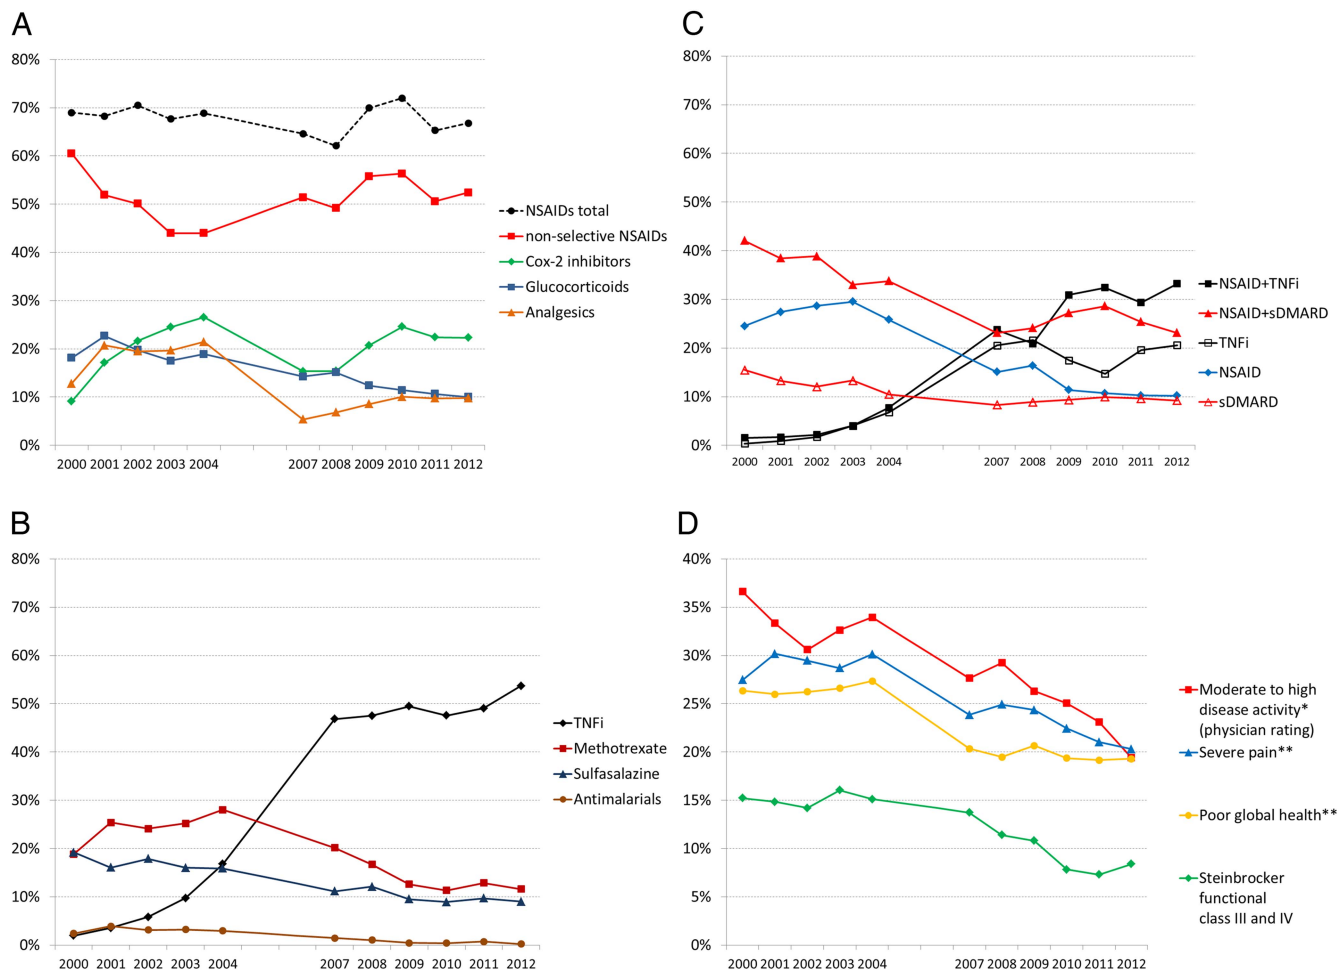 A
80%
70%
60%
50%
40%
30%
20%
10%
0%
2000 2001 2002 2003 2004 2007 2008 2009 2010 2011 2012
NSAIDs total
non-selective NSAIDs
Cox-2 inhibitors
Glucocorticoids
Analgesics
C
80%
70%
60%
50%
40%
30%
20%
10%
0%
2000 2001 2002 2003 2004 2007 2008 2009 2010 2011 2012
NSAID+TNFi
NSAID+sDMARD
TNFi
NSAID
sDMARD
B
80%
70%
60%
50%
40%
30%
20%
10%
0%
2000 2001 2002 2003 2004 2007 2008 2009 2010 2011 2012
TNFi
Methotrexate
Sulfasalazine
Antimalarials
D
40%
35%
30%
25%
20%
15%
10%
5%
0%
2000 2001 2002 2003 2004 2007 2008 2009 2010 2011 2012
Moderate to high
disease activity*
(physician rating)
Severe pain**
Poor global health**
Steinbrocker
functional
class III and IV